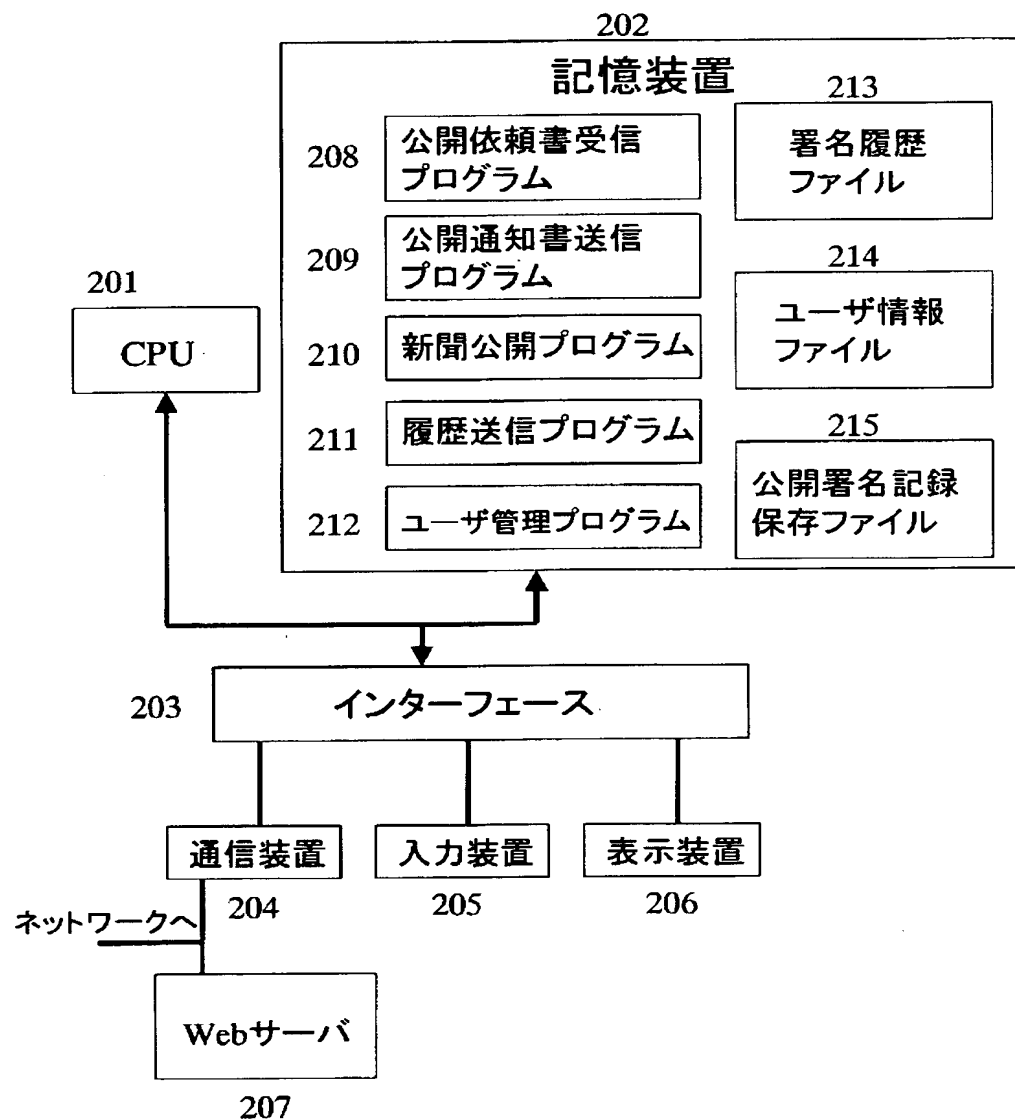 202
記憶装置
208
公開依頼書受信
プログラム
213
署名履歴
ファイル
209
公開通知書送信
プログラム
201
CPU
214
ユーザ情報
ファイル
210
新聞公開プログラム
211
履歴送信プログラム
215
公開署名記録
保存ファイル
212
ユーザ管理プログラム
203
インターフェース
通信装置
入力装置
表示装置
204
205
206
ネットワークへ
Webサーバ
207